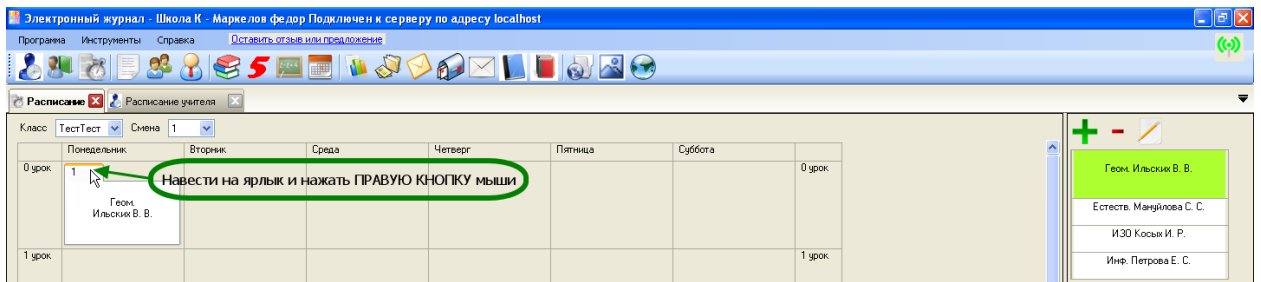 Электронный журнал - Школа К - Маркелов федор Подключен к серверу по адресу localhost
Программа Инструменты Справка Оставить отзыв или предложение
5
Расписание Расписание учителя
Класс ТестТест Смена 1
Понедельник Вторник Среда Четверг Пятница Суббота
0 урок 1 0 урок
Навести на ярлык и нажать ПРАВУЮ КНОПКУ мыши
Геом.
Ильских В. В.
1 урок 1 урок
Геом. Ильских В. В.
Естеств. Мануйлова С. С.
ИЗО Косых И. Р.
Инф. Петрова Е. С.